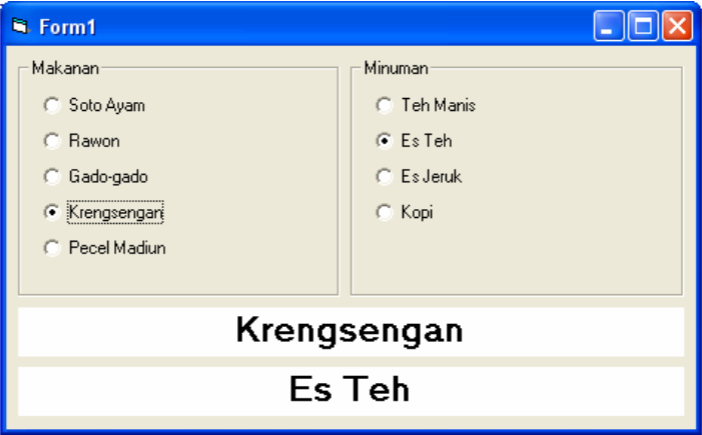 Form1
Makanan
Soto Ayam
Rawon
Gado-gado
Krengsengan
Pecel Madiun
Minuman
Teh Manis
Es Teh
Es Jeruk
Kopi
Krengsengan
Es Teh